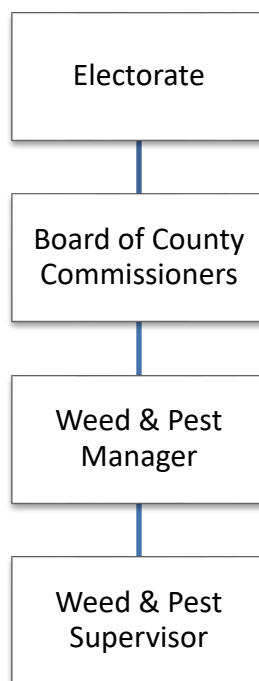 Electorate
Board of County
Commissioners
Weed & Pest
Manager
Weed & Pest
Supervisor